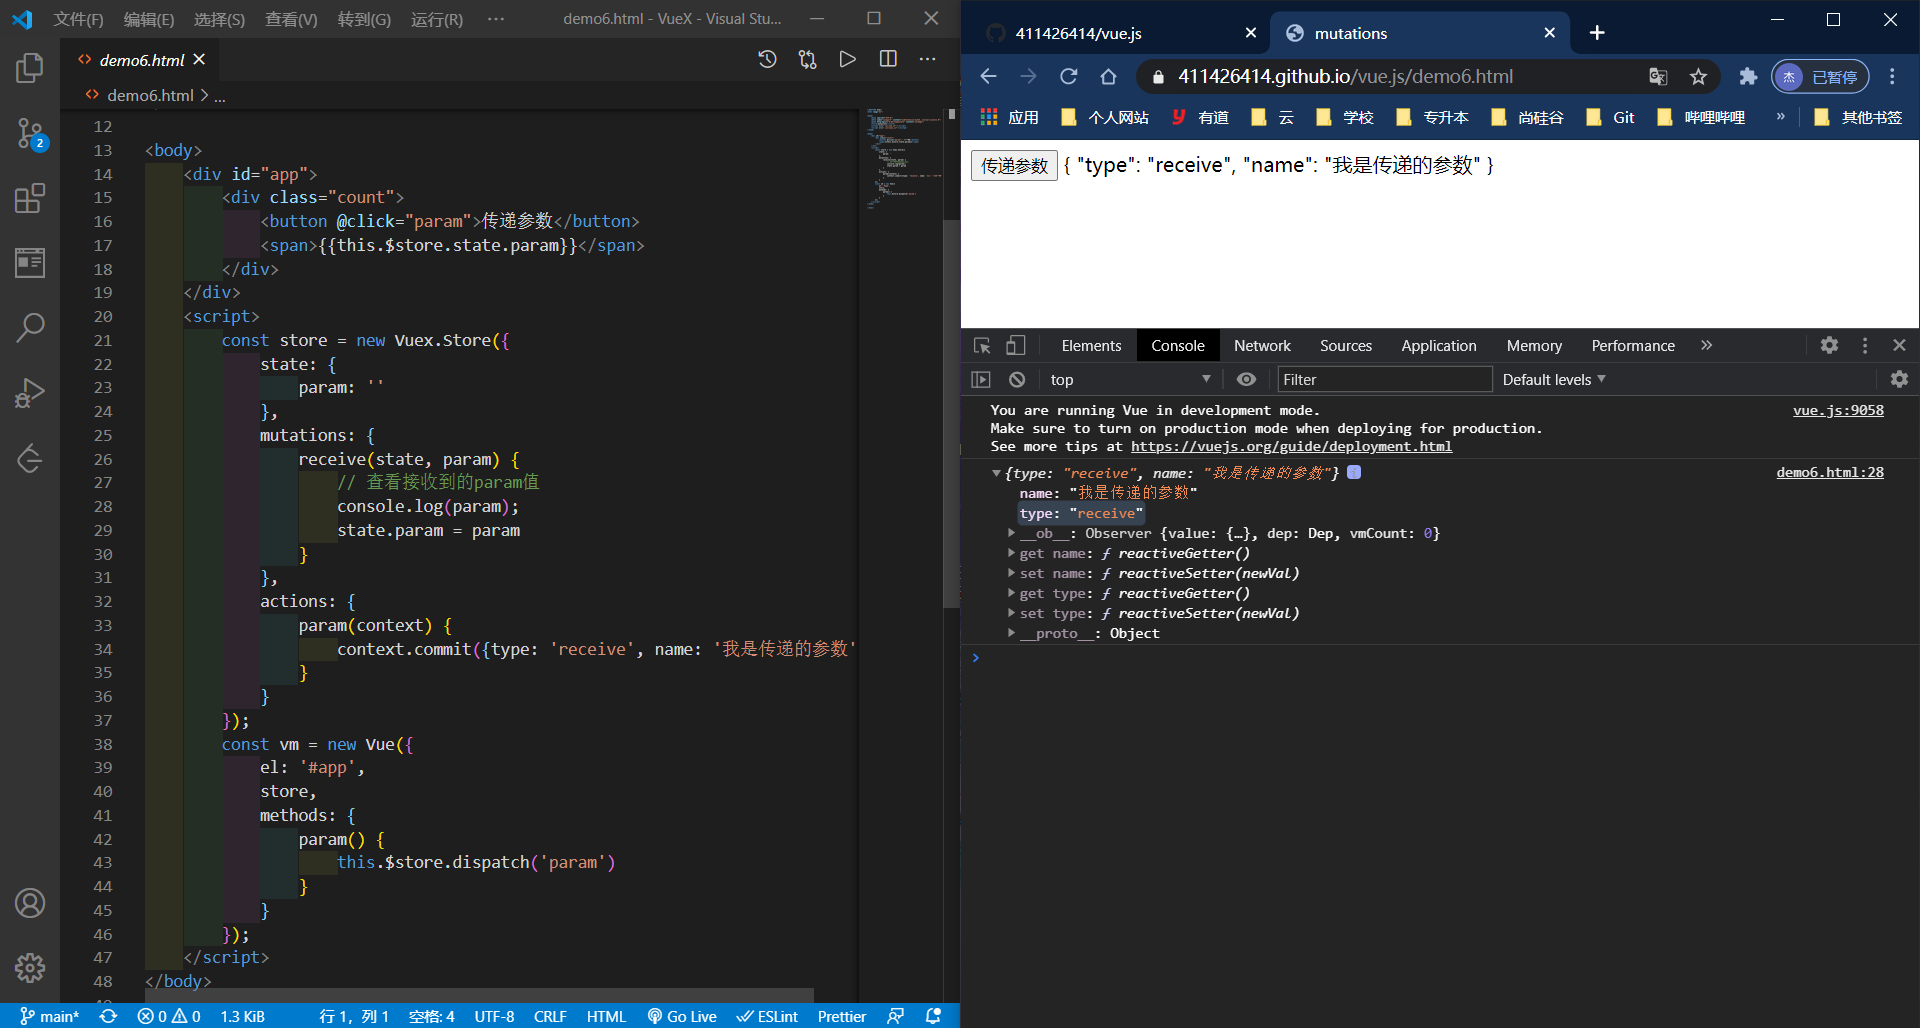 文件(F) 编辑(E) 选择(S) 查看(V) 转到(G) 运行(R) ··· demo6.html - VueX - Visual Stu...
demo6.html
demo6.html > ...
12
13 <body>
14 <div id="app">
15 <div class="count">
16 <button @click="param">传递参数</button>
17 <span>{{this.$store.state.param}}</span>
18 </div>
19 </div>
20 <script>
21 const store = new Vuex.Store({
22 state: {
23 param: ''
24 },
25 mutations: {
26 receive(state, param) {
27 // 查看接收到的param值
28 console.log(param);
29 state.param = param
30 }
31 },
32 actions: {
33 param(context) {
34 context.commit({type: 'receive', name: '我是传递的参数'
35 }
36 }
37 });
38 const vm = new Vue({
39 el: '#app',
40 store,
41 methods: {
42 param() {
43 this.$store.dispatch('param')
44 }
45 }
46 });
47 </script>
48 </body>
2
main* 0 0 1.3 KiB 行 1，列 1 空格: 4 UTF-8 CRLF HTML Go Live ESLint Prettier
411426414/vue.js mutations
411426414.github.io/vue.js/demo6.html 杰 已暂停
应用 个人网站 有道 云 学校 专升本 尚硅谷 Git 哔哩哔哩 » 其他书签
传递参数 { "type": "receive", "name": "我是传递的参数" }
Elements Console Network Sources Application Memory Performance »
top Filter Default levels
You are running Vue in development mode. vue.js:9058
Make sure to turn on production mode when deploying for production.
See more tips at https://vuejs.org/guide/deployment.html
{type: "receive", name: "我是传递的参数"} demo6.html:28
name: "我是传递的参数"
type: "receive"
__ob__: Observer {value: {…}, dep: Dep, vmCount: 0}
get name: ƒ reactiveGetter()
set name: ƒ reactiveSetter(newVal)
get type: ƒ reactiveGetter()
set type: ƒ reactiveSetter(newVal)
__proto__: Object